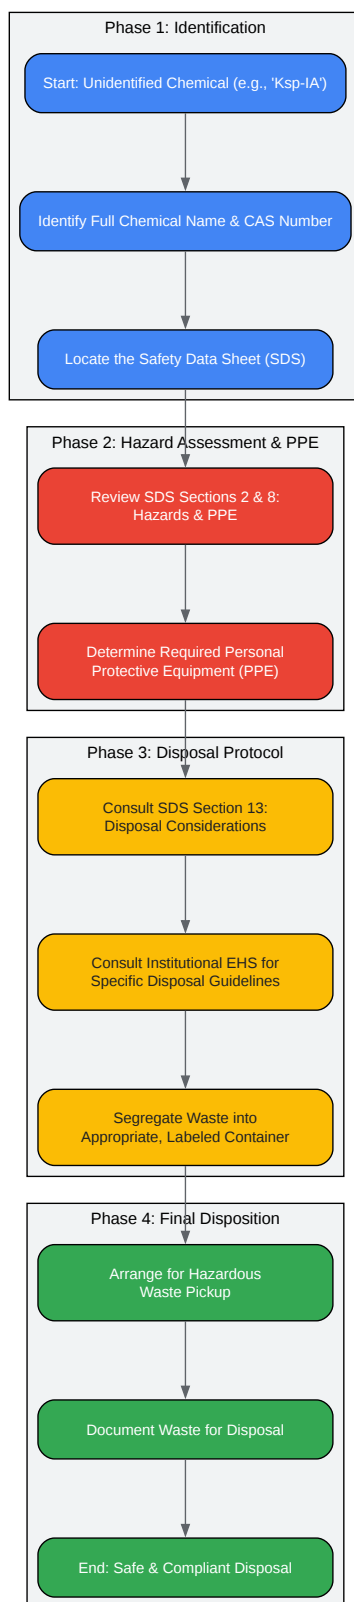 Phase 1: Identification
Start: Unidentified Chemical (e.g., 'Ksp-IA')
Identify Full Chemical Name & CAS Number
Locate the Safety Data Sheet (SDS)
Phase 2: Hazard Assessment & PPE
Review SDS Sections 2 & 8:
Hazards & PPE
Determine Required Personal
Protective Equipment (PPE)
Phase 3: Disposal Protocol
Consult SDS Section 13:
Disposal Considerations
Consult Institutional EHS for
Specific Disposal Guidelines
Segregate Waste into
Appropriate, Labeled Container
Phase 4: Final Disposition
Arrange for Hazardous
Waste Pickup
Document Waste for Disposal
End: Safe & Compliant Disposal